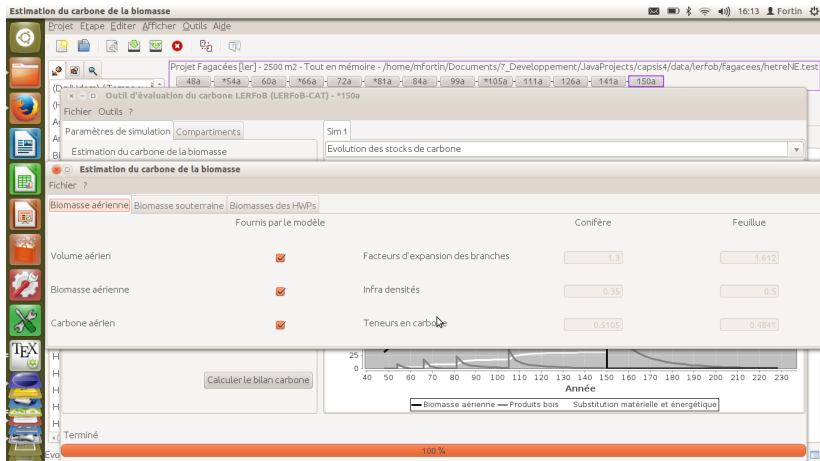 Estimation du carbone de la biomasse 16:13 Fortin
Projet Etape Editer Afficher Outils Aide
Projet Fagacées [ler] - 2500 m2 - Tout en mémoire - /home/mfortin/Documents/7_Developpement/JavaProjects/capsis4/data/lerfob/fagacees/hetreNE.test
48a *54a 60a *66a 72a *81a 84a 99a *105a 111a 126a 141a 150a
Outil d'évaluation du carbone LERFoB (LERFoB-CAT) - *150a
Fichier Outils ?
Paramètres de simulation Compartiments Sim 1
Estimation du carbone de la biomasse Evolution des stocks de carbone
Estimation du carbone de la biomasse
Fichier ?
Biomasse aérienne Biomasse souterraine Biomasses des HWPs
Fournis par le modèle Conifère Feuillue
Volume aérien Facteurs d'expansion des branches 1.3 1.612
Biomasse aérienne Infra densités 0.35 0.5
Carbone aérien Teneurs en carbone 0.5105 0.4841
TEX
H
H
H
H
H
25
0
40 50 60 70 80 90 100 110 120 130 140 150 160 170 180 190 200 210 220 230
Année
Calculer le bilan carbone
Biomasse aérienne Produits bois Substitution matérielle et énergétique
Terminé
100 %
Evo